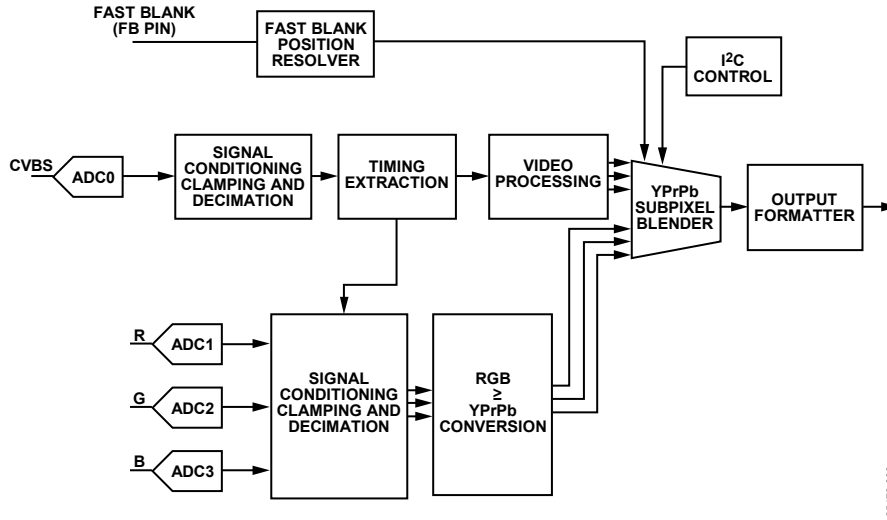 FAST BLANK
(FB PIN)
FAST BLANK
POSITION
RESOLVER
I²C
CONTROL
CVBS
ADC0
SIGNAL
CONDITIONING
CLAMPING AND
DECIMATION
TIMING
EXTRACTION
VIDEO
PROCESSING
YPrPb
SUBPIXEL
BLENDER
OUTPUT
FORMATTER
R
ADC1
G
ADC2
B
ADC3
SIGNAL
CONDITIONING
CLAMPING AND
DECIMATION
RGB
≥
YPrPb
CONVERSION